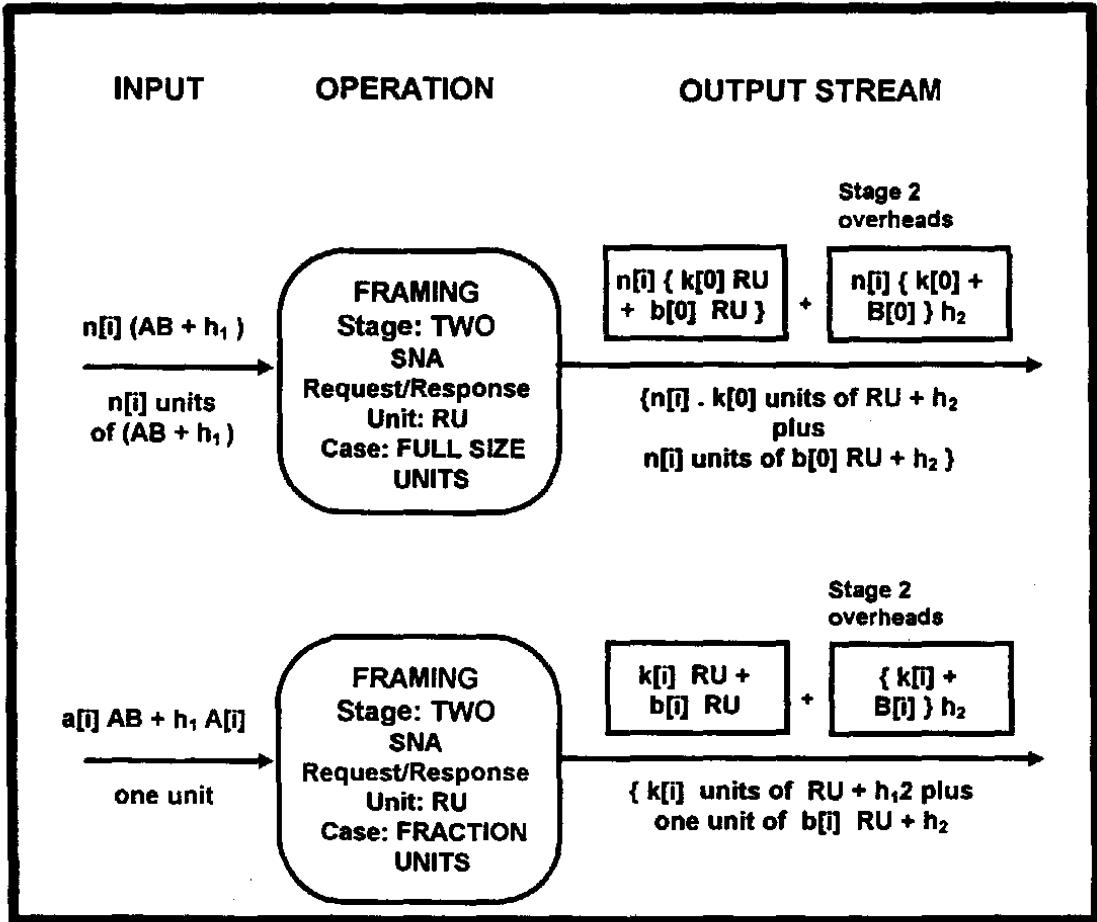 INPUT OPERATION OUTPUT STREAM
Stage 2
overheads
n[i] (AB + h₁ )
n[i] units
of (AB + h₁ )
FRAMING
Stage: TWO
SNA
Request/Response
Unit: RU
Case: FULL SIZE
UNITS
n[i] { k[0] RU
+ b[0] RU }
+
n[i] { k[0] +
B[0] } h₂
{n[i] . k[0] units of RU + h₂
plus
n[i] units of b[0] RU + h₂ }
Stage 2
overheads
a[i] AB + h₁ A[i]
one unit
FRAMING
Stage: TWO
SNA
Request/Response
Unit: RU
Case: FRACTION
UNITS
k[i] RU +
b[i] RU
+
{ k[i] +
B[i] } h₂
{ k[i] units of RU + h₁2 plus
one unit of b[i] RU + h₂